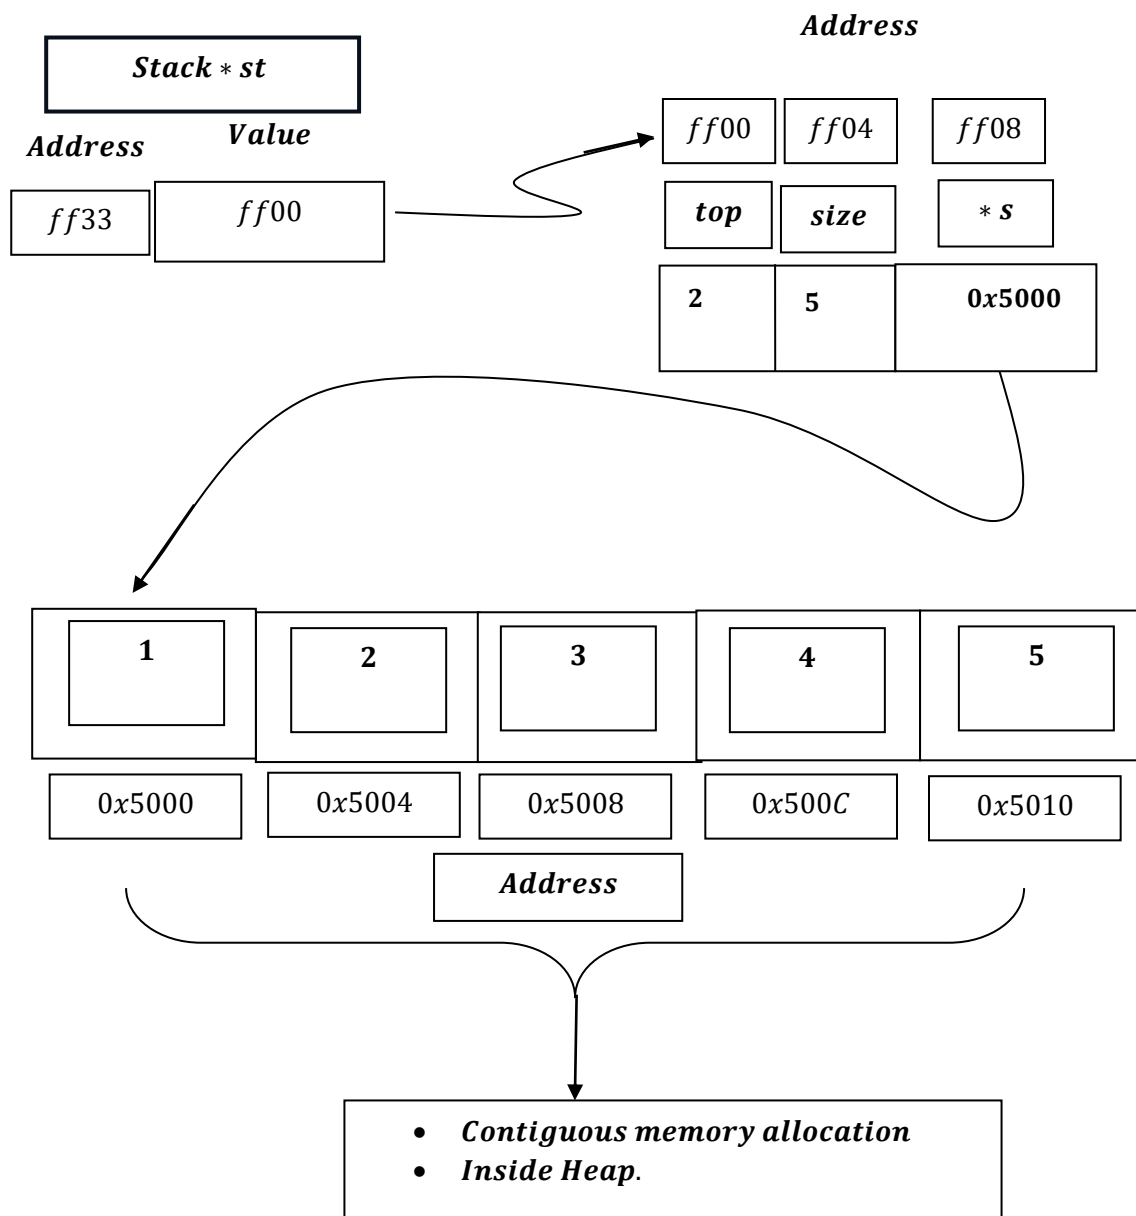 Address
Stack * st
Address Value
ff00 ff04 ff08
ff33 ff00
top size * s
2 5 0x5000
1 2 3 4 5
0x5000 0x5004 0x5008 0x500C 0x5010
Address
• Contiguous memory allocation
• Inside Heap.